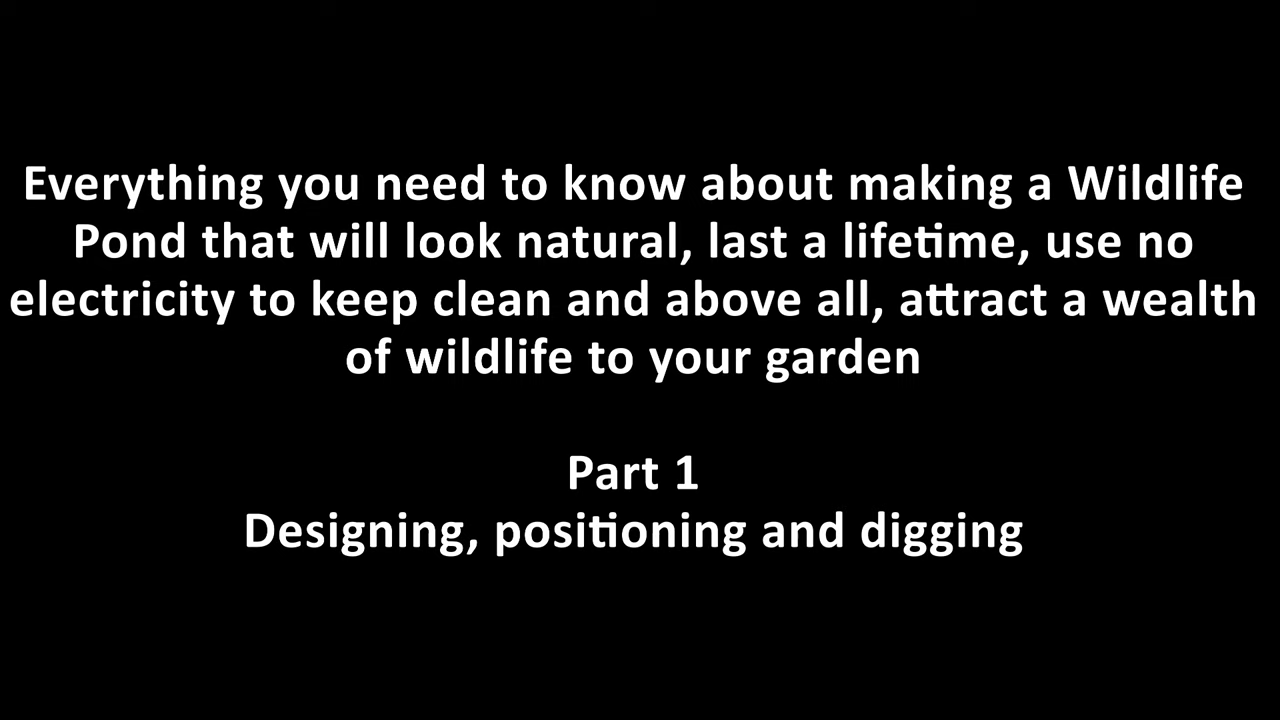 Everything you need to know about making a Wildlife
Pond that will look natural, last a lifetime, use no
electricity to keep clean and above all, attract a wealth
of wildlife to your garden
Part 1
Designing, positioning and digging